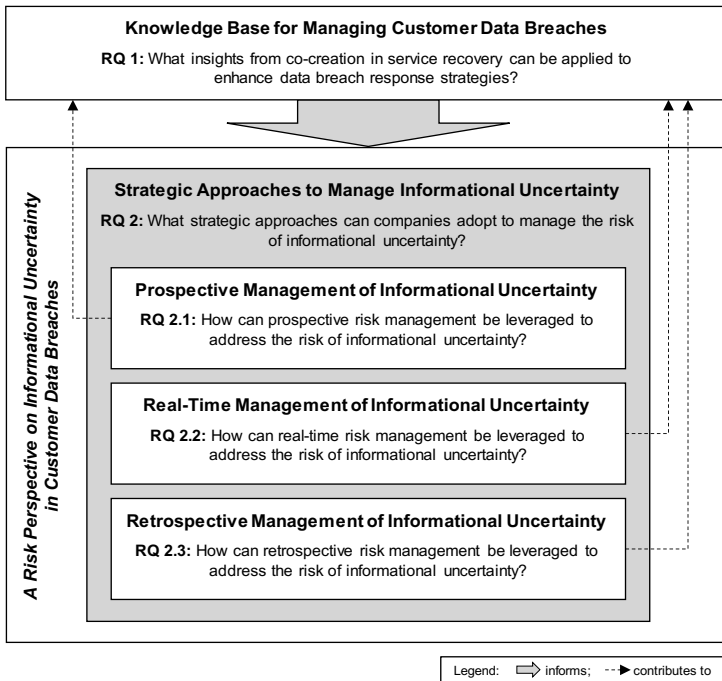 Knowledge Base for Managing Customer Data Breaches
RQ 1: What insights from co-creation in service recovery can be applied to
enhance data breach response strategies?
A Risk Perspective on Informational Uncertainty
in Customer Data Breaches
Strategic Approaches to Manage Informational Uncertainty
RQ 2: What strategic approaches can companies adopt to manage the risk
of informational uncertainty?
Prospective Management of Informational Uncertainty
RQ 2.1: How can prospective risk management be leveraged to
address the risk of informational uncertainty?
Real-Time Management of Informational Uncertainty
RQ 2.2: How can real-time risk management be leveraged to
address the risk of informational uncertainty?
Retrospective Management of Informational Uncertainty
RQ 2.3: How can retrospective risk management be leveraged to
address the risk of informational uncertainty?
Legend: informs; contributes to